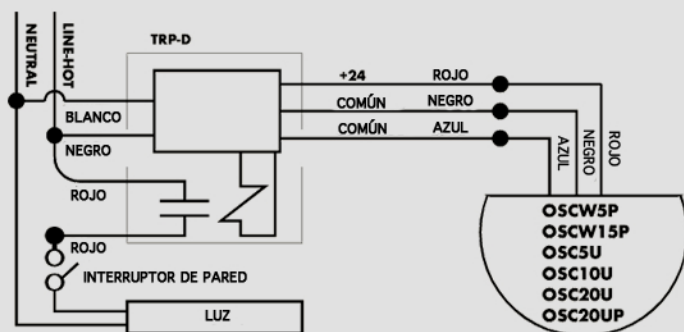 NEUTRAL
LINE-HOT
TRP-D
+24
ROJO
BLANCO
COMÚN
NEGRO
NEGRO
COMÚN
AZUL
ROJO
AZUL
NEGRO
ROJO
ROJO
INTERRUPTOR DE PARED
LUZ
OSCW5P
OSCW15P
OSC5U
OSC10U
OSC20U
OSC20UP